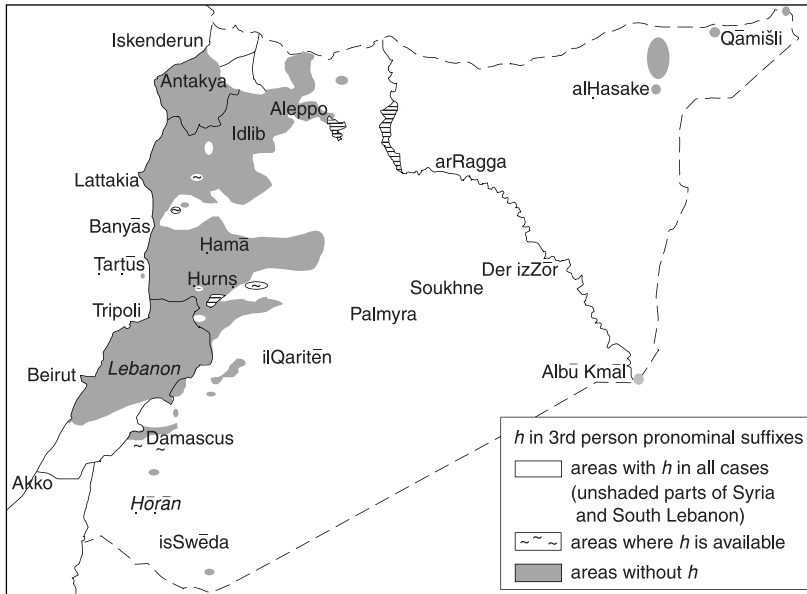 Iskenderun
Qāmišli
Antakya
alḤasake
Aleppo
Idlib
arRagga
Lattakia
Banyās
Ḥamā
Ṭarṭūs
Der izZōr
Ḥurnṣ
Soukhne
Tripoli
Palmyra
Lebanon
ilQaritēn
Beirut
Albū Kmāl
Damascus
Akko
Ḥōrān
isSwēda
h in 3rd person pronominal suffixes
areas with h in all cases
(unshaded parts of Syria
and South Lebanon)
areas where h is available
areas without h